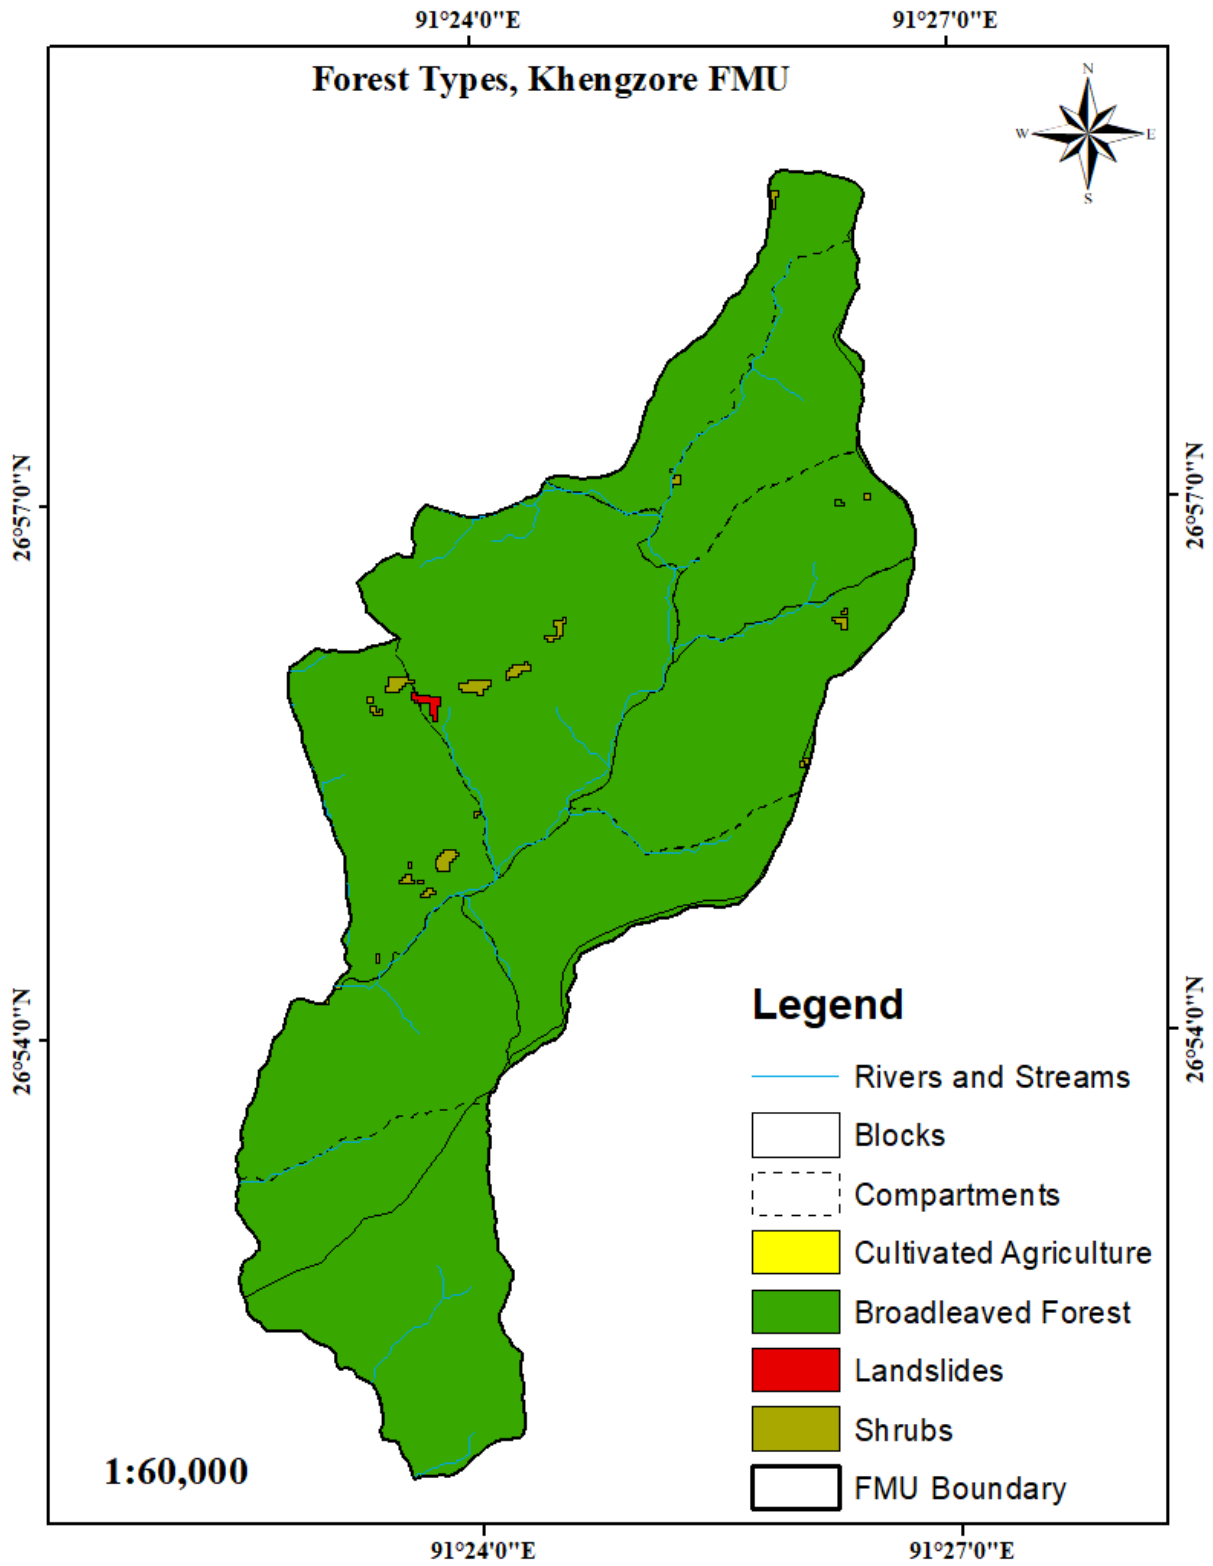 91°24'0"E
91°27'0"E
Forest Types, Khengzore FMU
N
W
E
S
26°57'0"N
26°57'0"N
Legend
26°54'0"N
26°54'0"N
Rivers and Streams
Blocks
Compartments
Cultivated Agriculture
Broadleaved Forest
Landslides
Shrubs
FMU Boundary
1:60,000
91°24'0"E
91°27'0"E